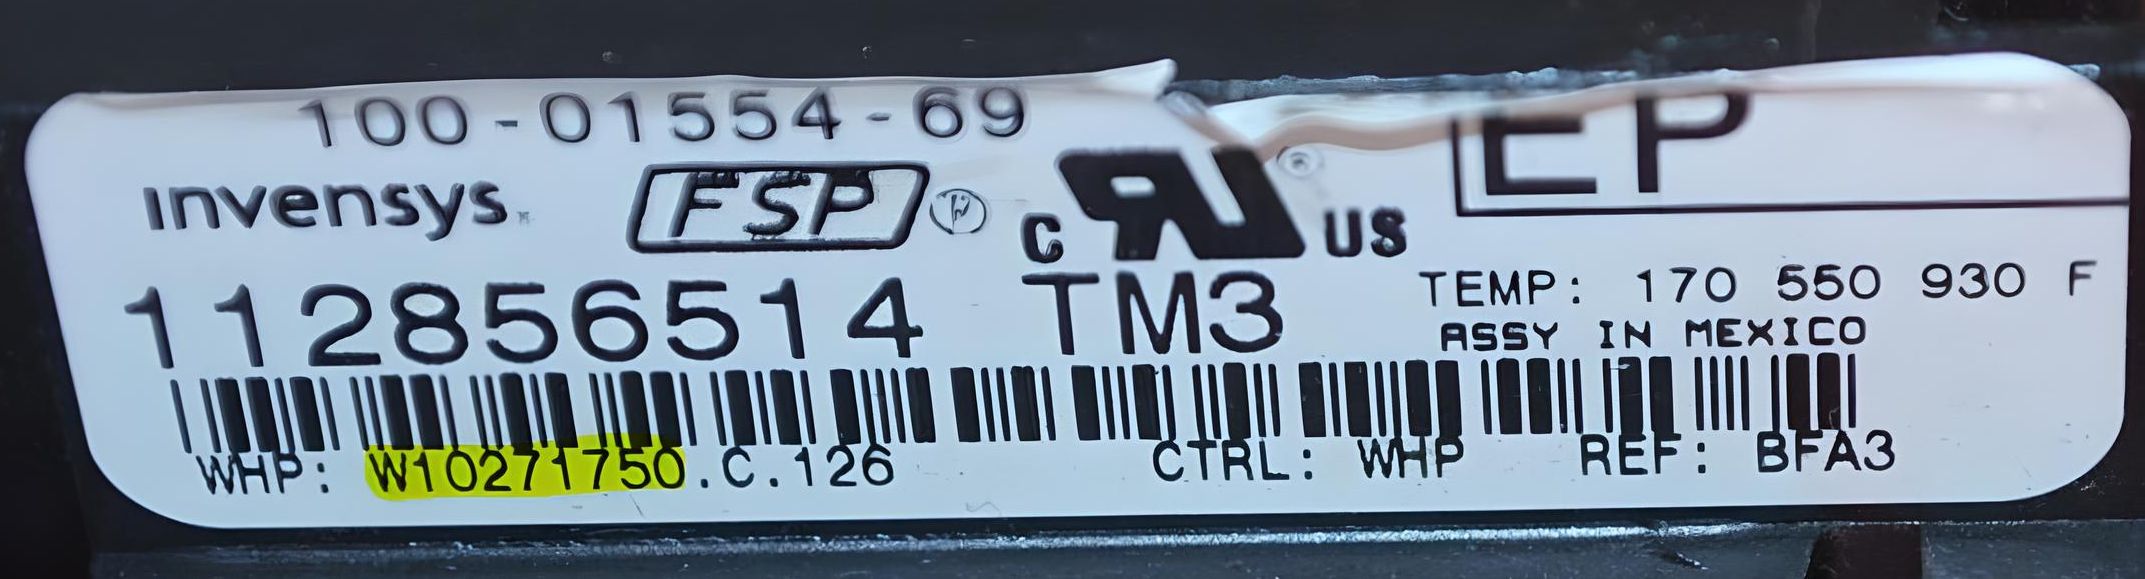 100-01554-69
invensys. FSP ® c RU ® US EP
112856514 TM3 TEMP: 170 550 930 F
ASSY IN MEXICO
WHP: W10271750.C.126 CTRL: WHP REF: BFA3